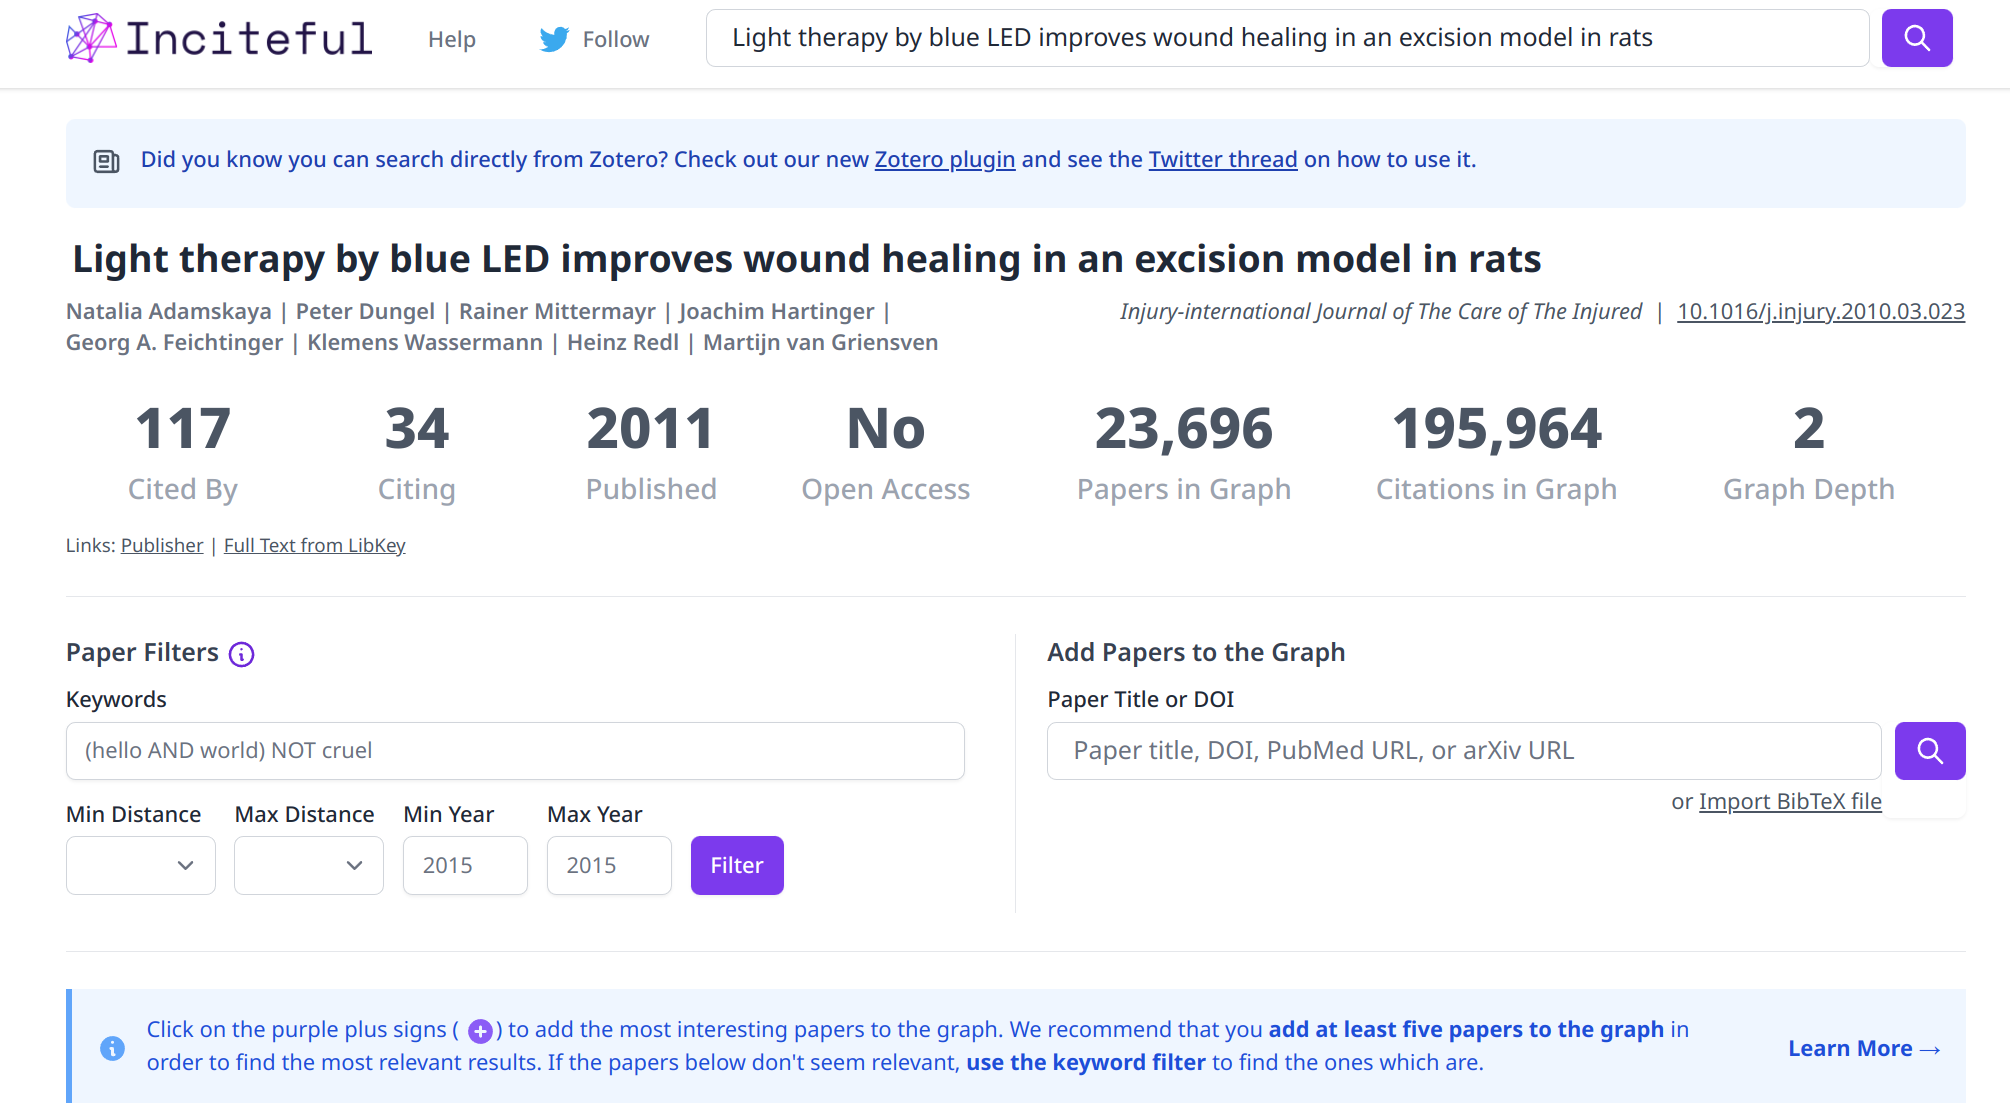 Inciteful
Help
Follow
Light therapy by blue LED improves wound healing in an excision model in rats
Did you know you can search directly from Zotero? Check out our new Zotero plugin and see the Twitter thread on how to use it.
Light therapy by blue LED improves wound healing in an excision model in rats
Natalia Adamskaya | Peter Dungel | Rainer Mittermayr | Joachim Hartinger |
Georg A. Feichtinger | Klemens Wassermann | Heinz Redl | Martijn van Griensven
Injury-international Journal of The Care of The Injured | 10.1016/j.injury.2010.03.023
117
Cited By
34
Citing
2011
Published
No
Open Access
23,696
Papers in Graph
195,964
Citations in Graph
2
Graph Depth
Links: Publisher | Full Text from LibKey
Paper Filters
Keywords
(hello AND world) NOT cruel
Min Distance
Max Distance
Min Year
2015
Max Year
2015
Filter
Add Papers to the Graph
Paper Title or DOI
Paper title, DOI, PubMed URL, or arXiv URL
or Import BibTeX file
Click on the purple plus signs ( + ) to add the most interesting papers to the graph. We recommend that you add at least five papers to the graph in
order to find the most relevant results. If the papers below don't seem relevant, use the keyword filter to find the ones which are.
Learn More →